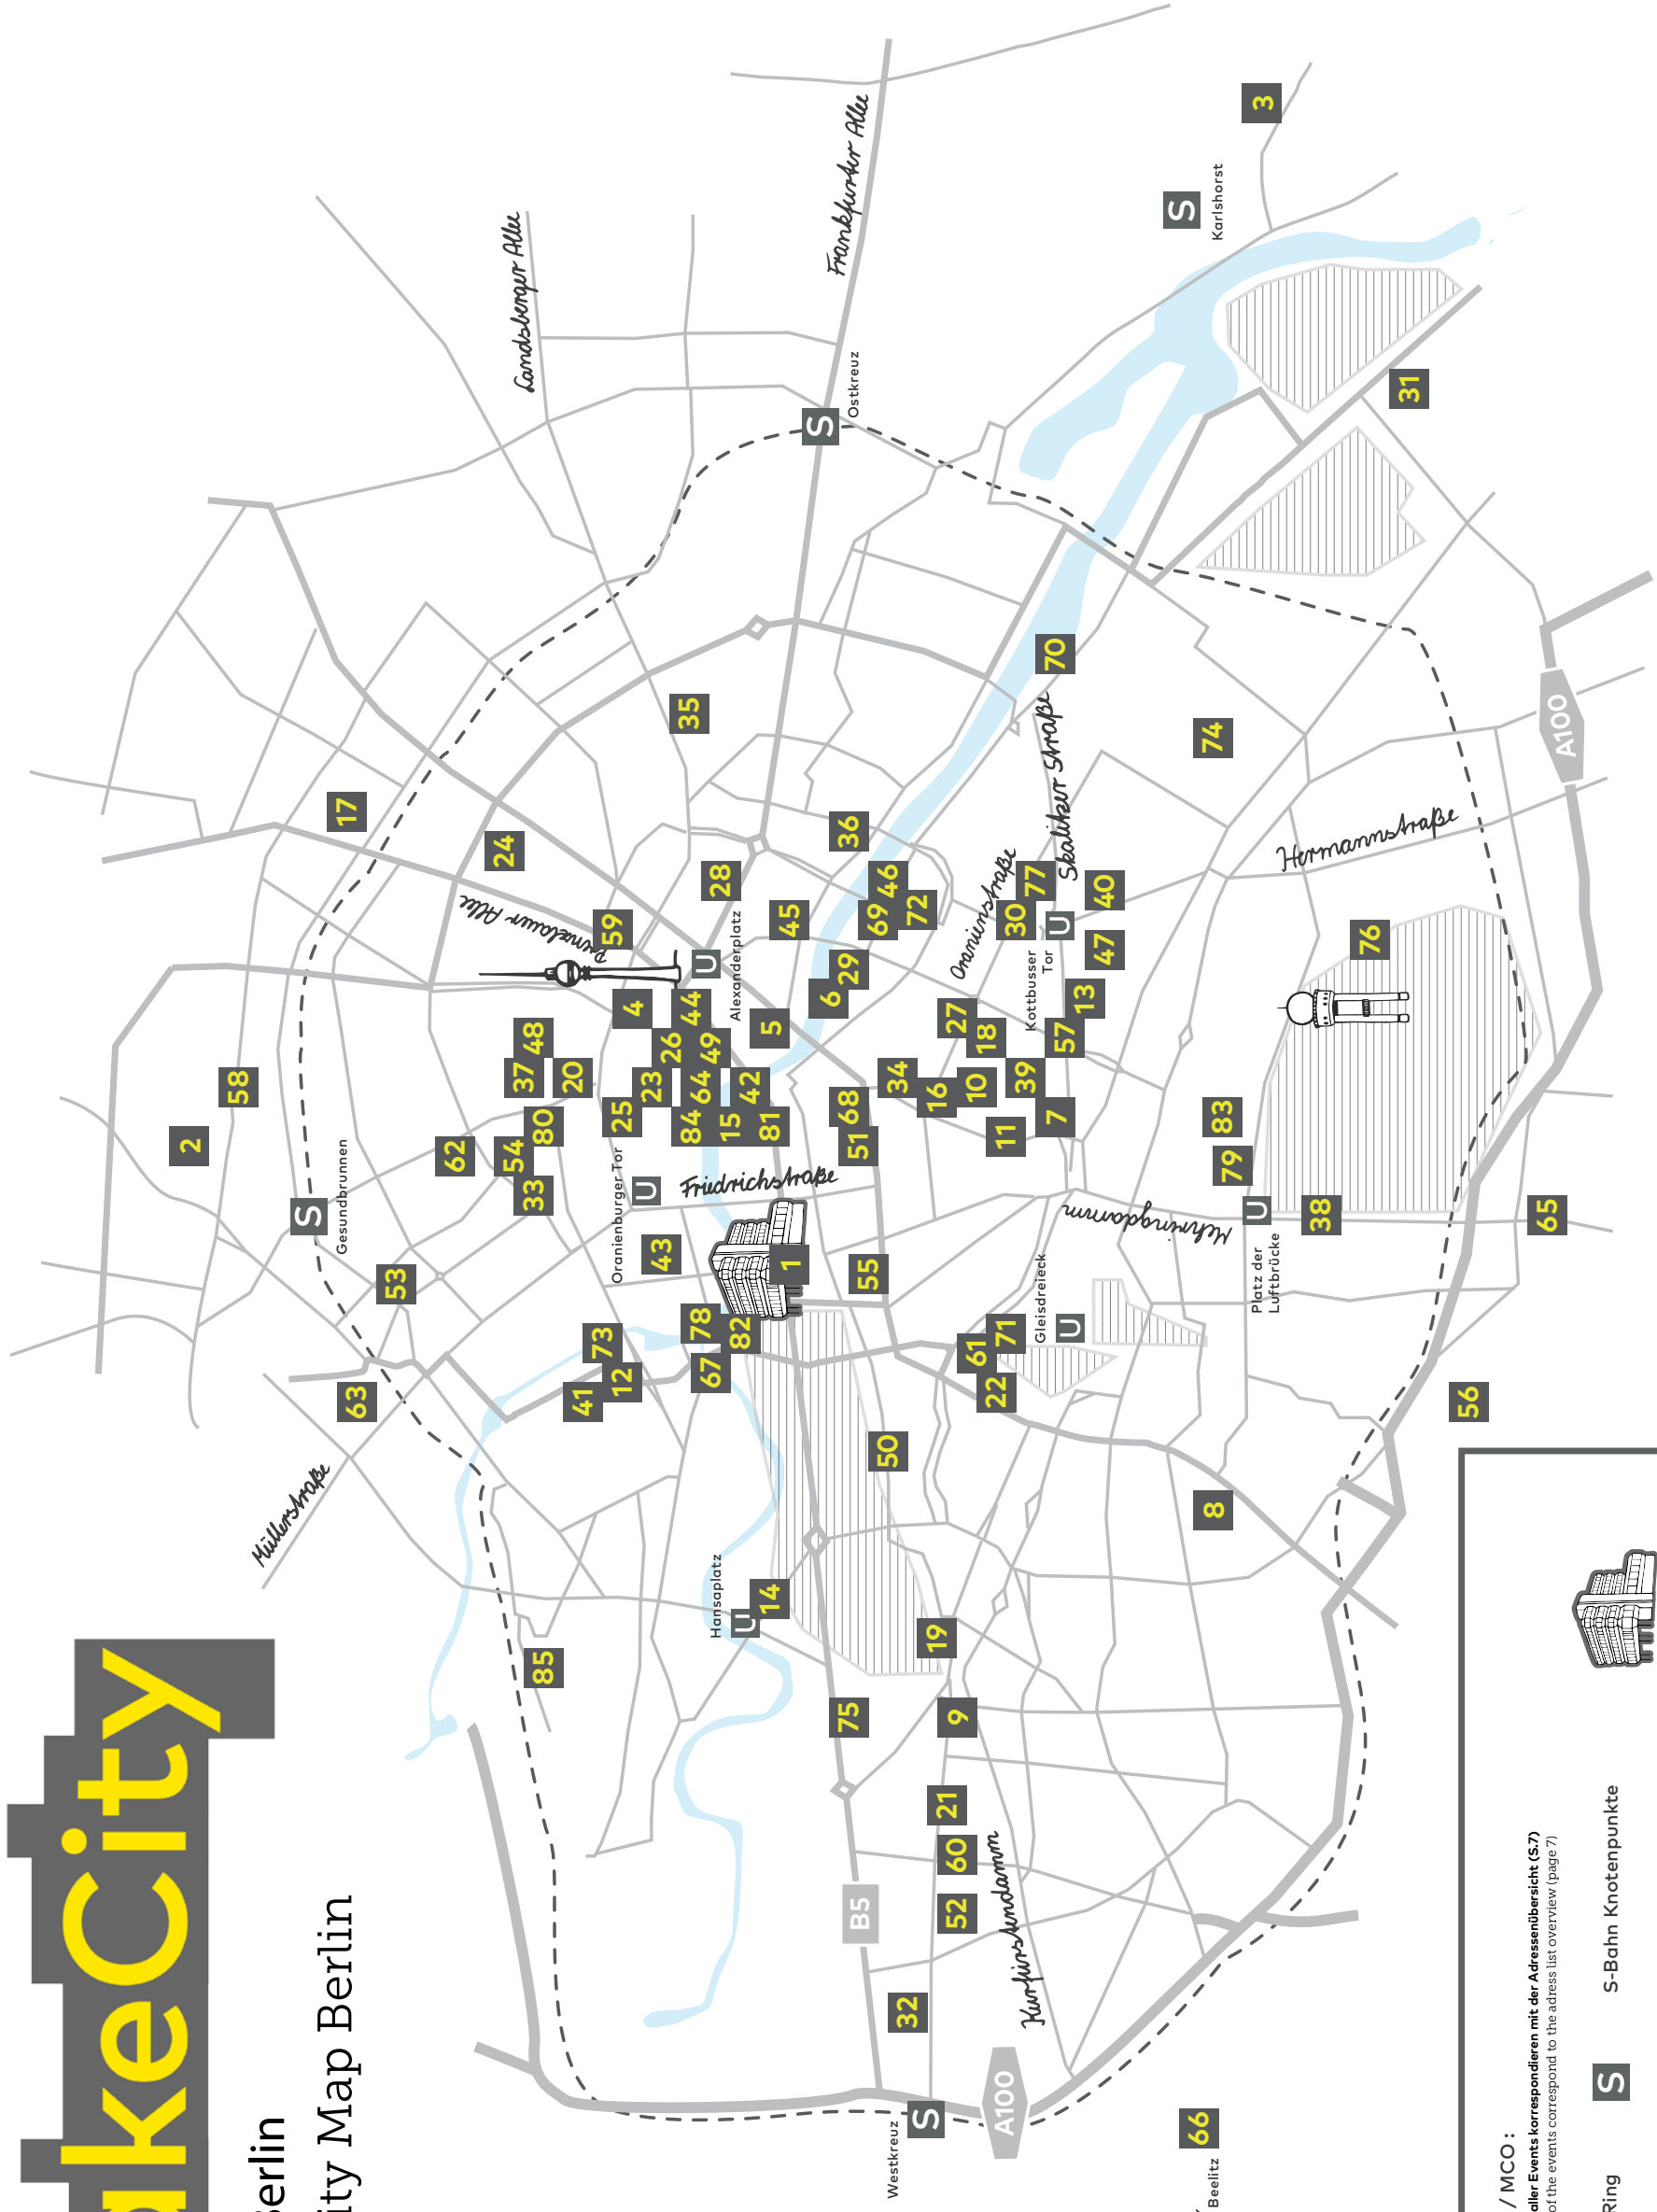 akeCity
Berlin
ity Map Berlin
2
58
Müllerstraße
Gesundbrunnen
S
17
63
53
62
Prenzlauer Allee
24
54
33
37
48
80
85
20
Landsberger Allee
41
73
59
12
25
Oranienburger Tor
U
4
23
43
26
44
35
84
64
78
U
67
49
28
Friedrichstraße
15
Hansaplatz
U
Alexanderplatz
82
42
14
81
5
45
1
S
Ostkreuz
6
75
68
29
36
Frankfurter Allee
B5
51
55
69
46
50
34
32
72
Westkreuz
S
16
19
21
60
52
9
27
61
10
18
Oranienstraße
22
Kurfürstendamm
A100
11
71
30
39
77
Kottbusser
Tor
U
Gleisdreieck
U
7
57
70
Skalitzer Straße
13
47
40
Mehringdamm
S
Karlshorst
66
Beelitz
8
74
83
79
U
Platz der
Luftbrücke
3
38
Hermannstraße
76
31
56
65
A100
/ MCO :
aller Events korrespondieren mit der Adressenübersicht (S.7)
of the events correspond to the adress list overview (page 7)
Ring
S
S-Bahn Knotenpunkte